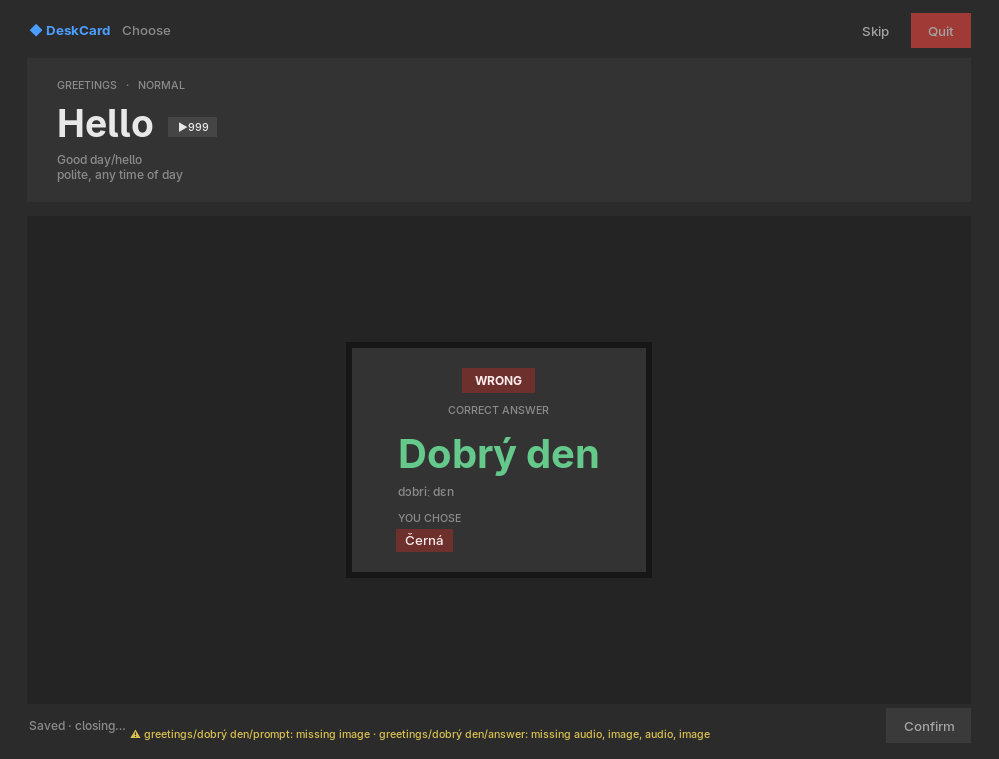 ◆ DeskCard Choose Skip Quit
GREETINGS · NORMAL
Hello ▶999
Good day/hello
polite, any time of day
WRONG
CORRECT ANSWER
Dobrý den
dɔbriː dɛn
YOU CHOSE
Černá
Saved · closing...
⚠ greetings/dobrý den/prompt: missing image · greetings/dobrý den/answer: missing audio, image, audio, image
Confirm